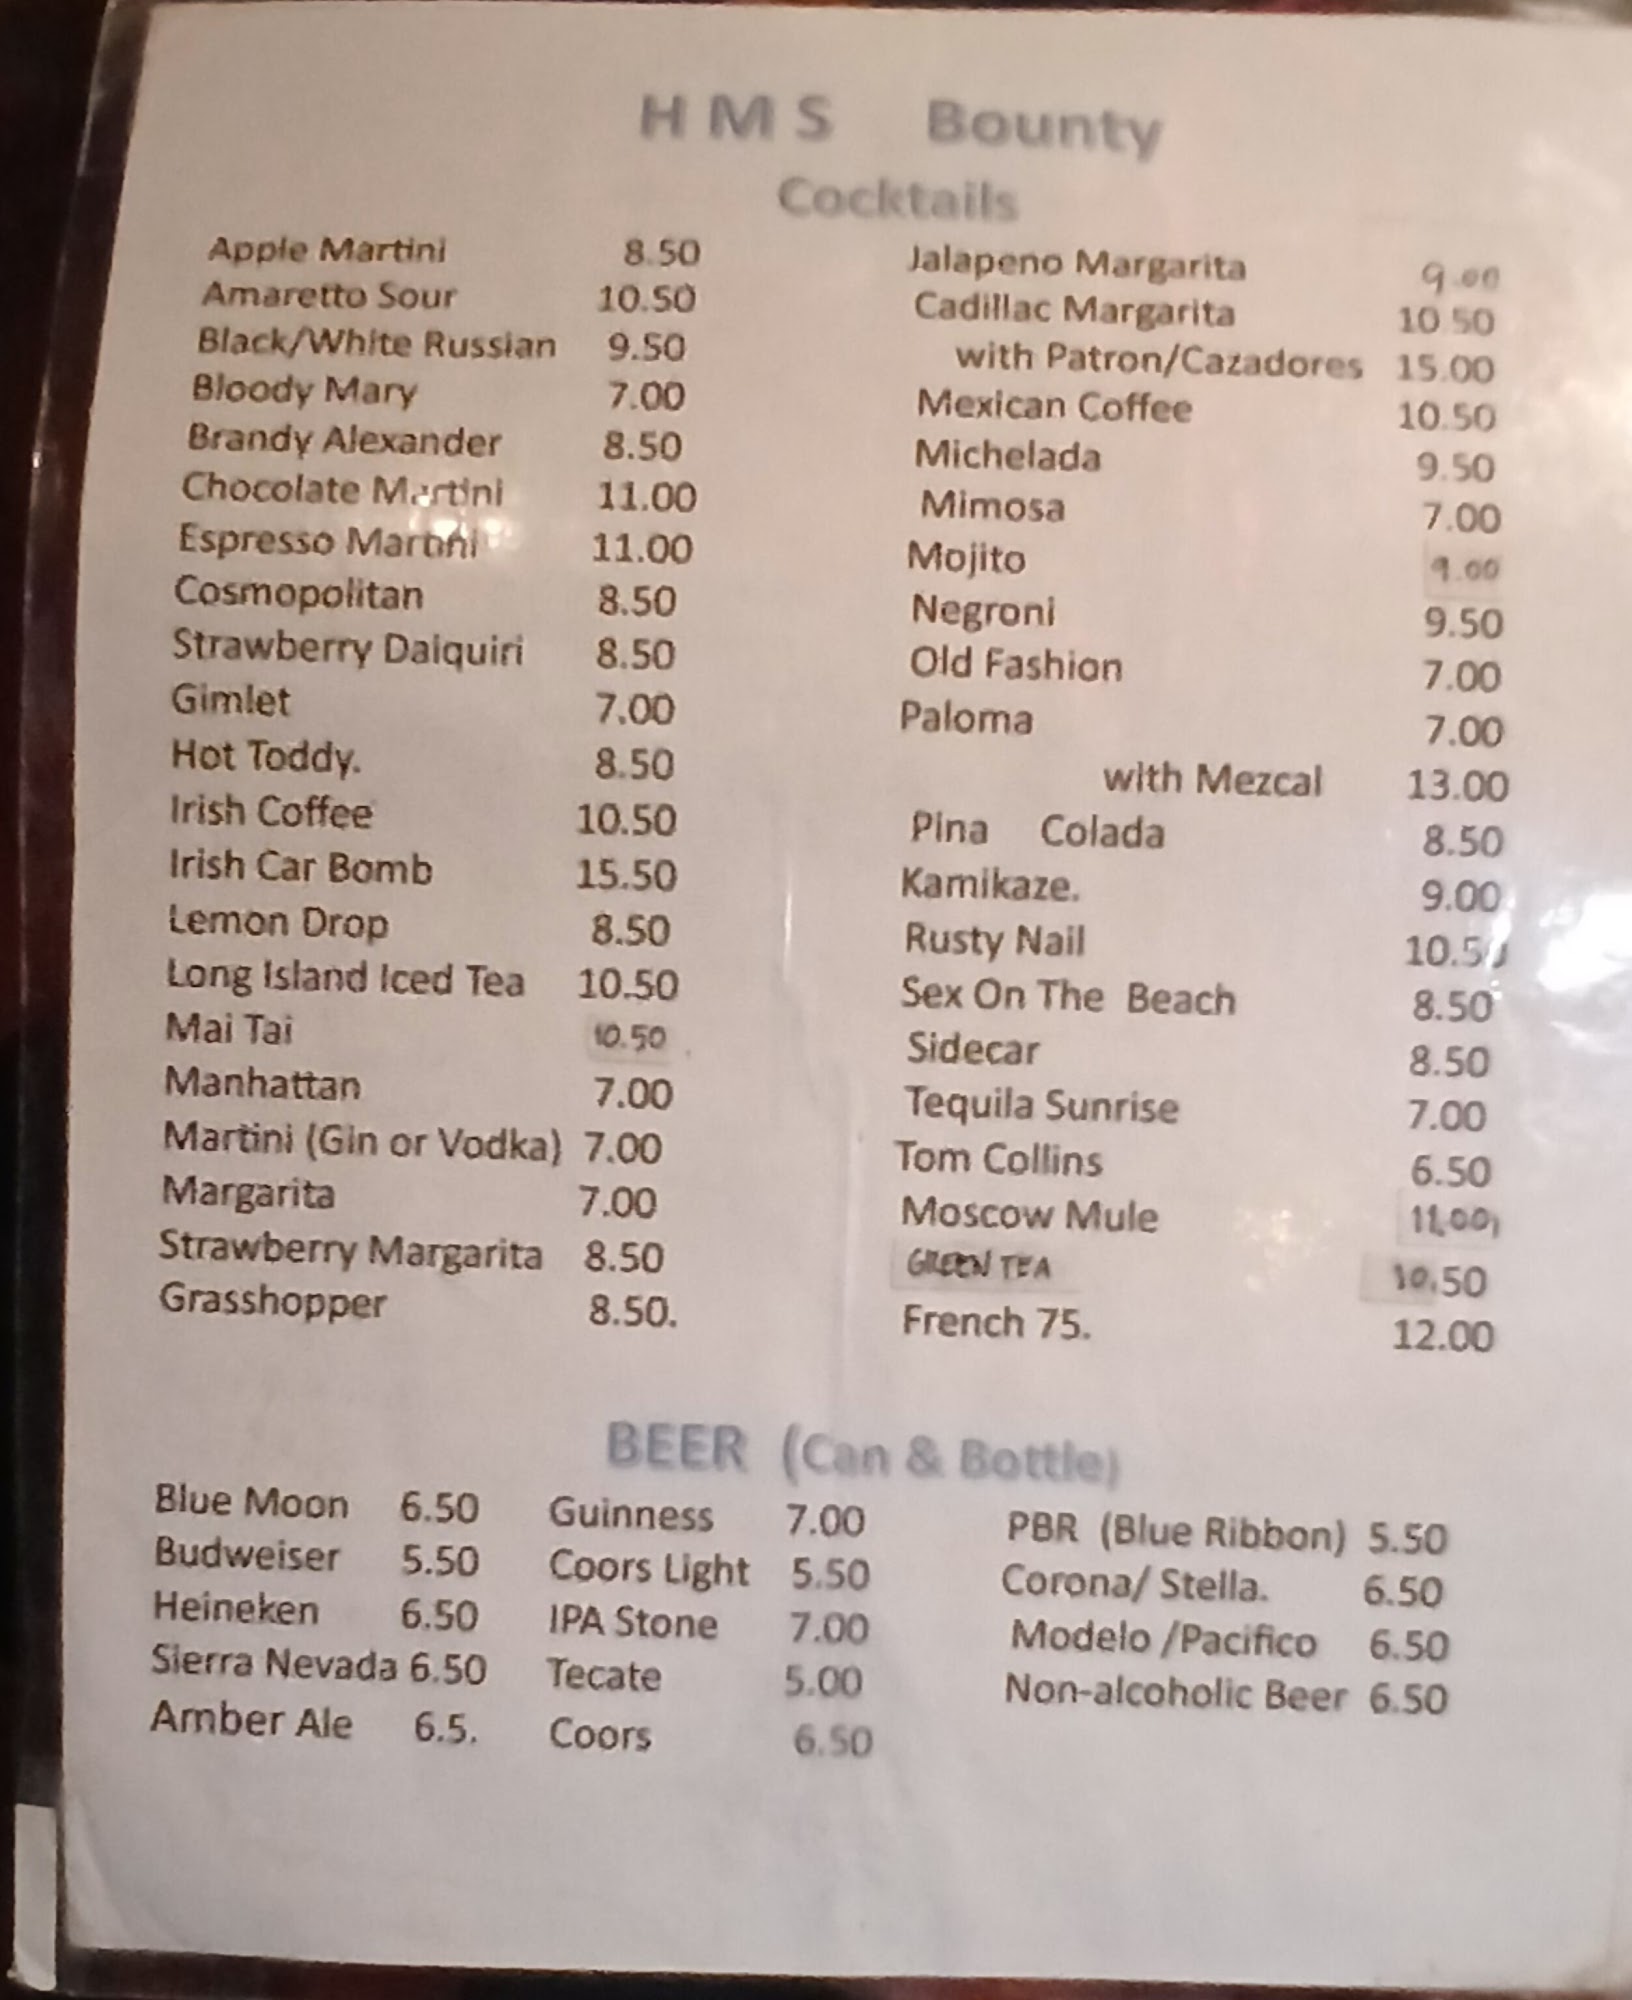 HMS Bounty
Cocktails
Apple Martini 8.50
Amaretto Sour 10.50
Black/White Russian 9.50
Bloody Mary 7.00
Brandy Alexander 8.50
Chocolate Martini 11.00
Espresso Martini 11.00
Cosmopolitan 8.50
Strawberry Daiquiri 8.50
Gimlet 7.00
Hot Toddy. 8.50
Irish Coffee 10.50
Irish Car Bomb 15.50
Lemon Drop 8.50
Long Island Iced Tea 10.50
Mai Tai 10.50
Manhattan 7.00
Martini (Gin or Vodka) 7.00
Margarita 7.00
Strawberry Margarita 8.50
Grasshopper 8.50.
Jalapeno Margarita 9.00
Cadillac Margarita 10.50
with Patron/Cazadores 15.00
Mexican Coffee 10.50
Michelada 9.50
Mimosa 7.00
Mojito 9.00
Negroni 9.50
Old Fashion 7.00
Paloma 7.00
with Mezcal 13.00
Pina Colada 8.50
Kamikaze. 9.00
Rusty Nail 10.50
Sex On The Beach 8.50
Sidecar 8.50
Tequila Sunrise 7.00
Tom Collins 6.50
Moscow Mule 11.00
GREEN TEA 10.50
French 75. 12.00
BEER (Can & Bottle)
Blue Moon 6.50 Guinness 7.00 PBR (Blue Ribbon) 5.50
Budweiser 5.50 Coors Light 5.50 Corona/ Stella. 6.50
Heineken 6.50 IPA Stone 7.00 Modelo /Pacifico 6.50
Sierra Nevada 6.50 Tecate 5.00 Non-alcoholic Beer 6.50
Amber Ale 6.5. Coors 6.50